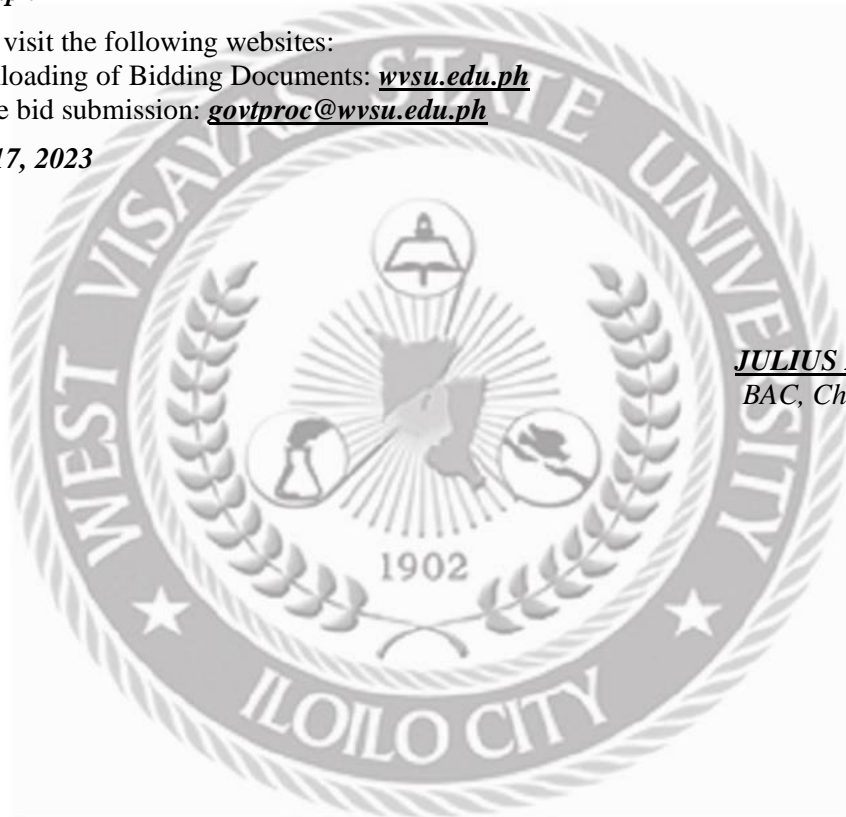 visit the following websites:
loading of Bidding Documents: wvsu.edu.ph
e bid submission: govtproc@wvsu.edu.ph
17, 2023
JULIUS
BAC, Ch
WEST VISAYAS STATE UNIVERSITY
1902
ILOILO CITY